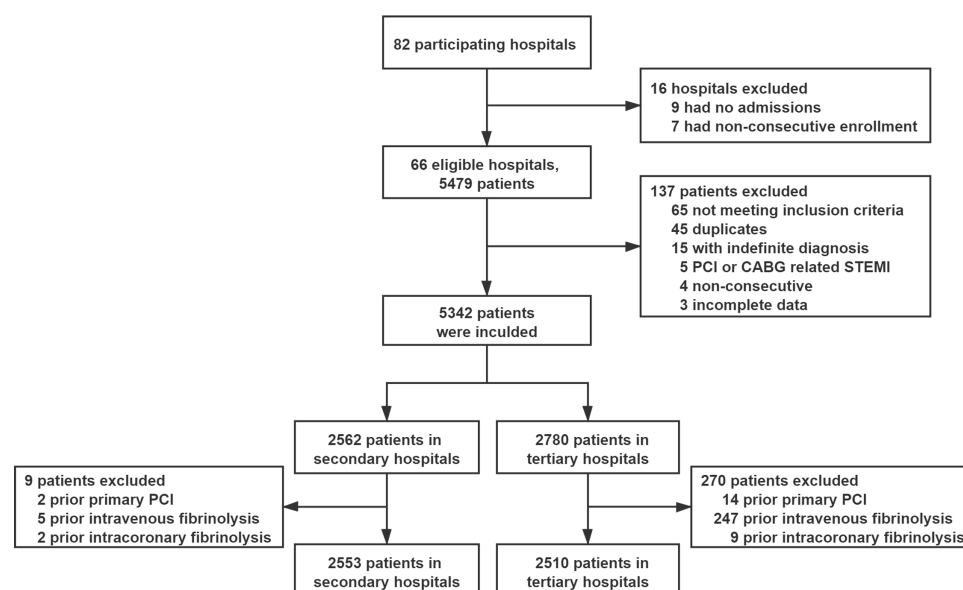 82 participating hospitals
16 hospitals excluded
9 had no admissions
7 had non-consecutive enrollment
66 eligible hospitals,
5479 patients
137 patients excluded
65 not meeting inclusion criteria
45 duplicates
15 with indefinite diagnosis
5 PCI or CABG related STEMI
4 non-consecutive
3 incomplete data
5342 patients
were inculded
2562 patients in
secondary hospitals
2780 patients in
tertiary hospitals
9 patients excluded
2 prior primary PCI
5 prior intravenous fibrinolysis
2 prior intracoronary fibrinolysis
270 patients excluded
14 prior primary PCI
247 prior intravenous fibrinolysis
9 prior intracoronary fibrinolysis
2553 patients in
secondary hospitals
2510 patients in
tertiary hospitals